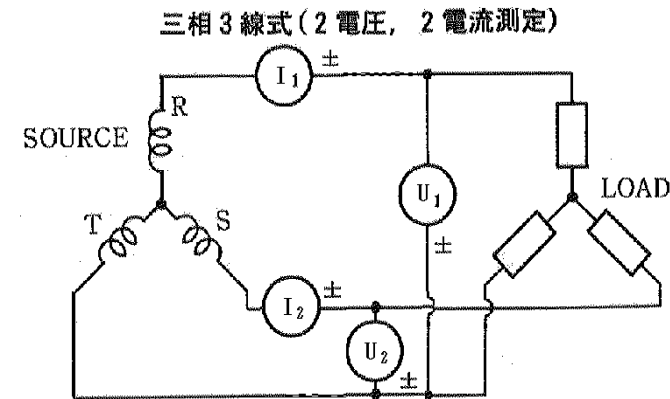 三相3線式(2電圧, 2電流測定)
I₁ ±
R
SOURCE
U₁
±
LOAD
T
S
I₂ ±
U₂
±